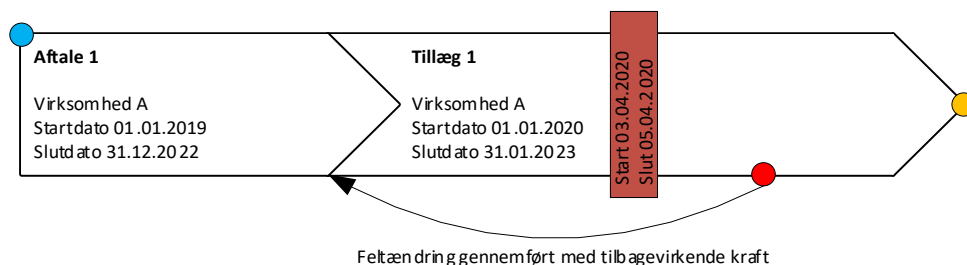 Aftale 1
Virksomhed A
Startdato 01.01.2019
Slutdato 31.12.2022
Tillæg 1
Virksomhed A
Startdato 01.01.2020
Slutdato 31.01.2023
Start 03.04.2020
Slut 05.04.2020
Feltændring gennemført med tilbagevirkende kraft